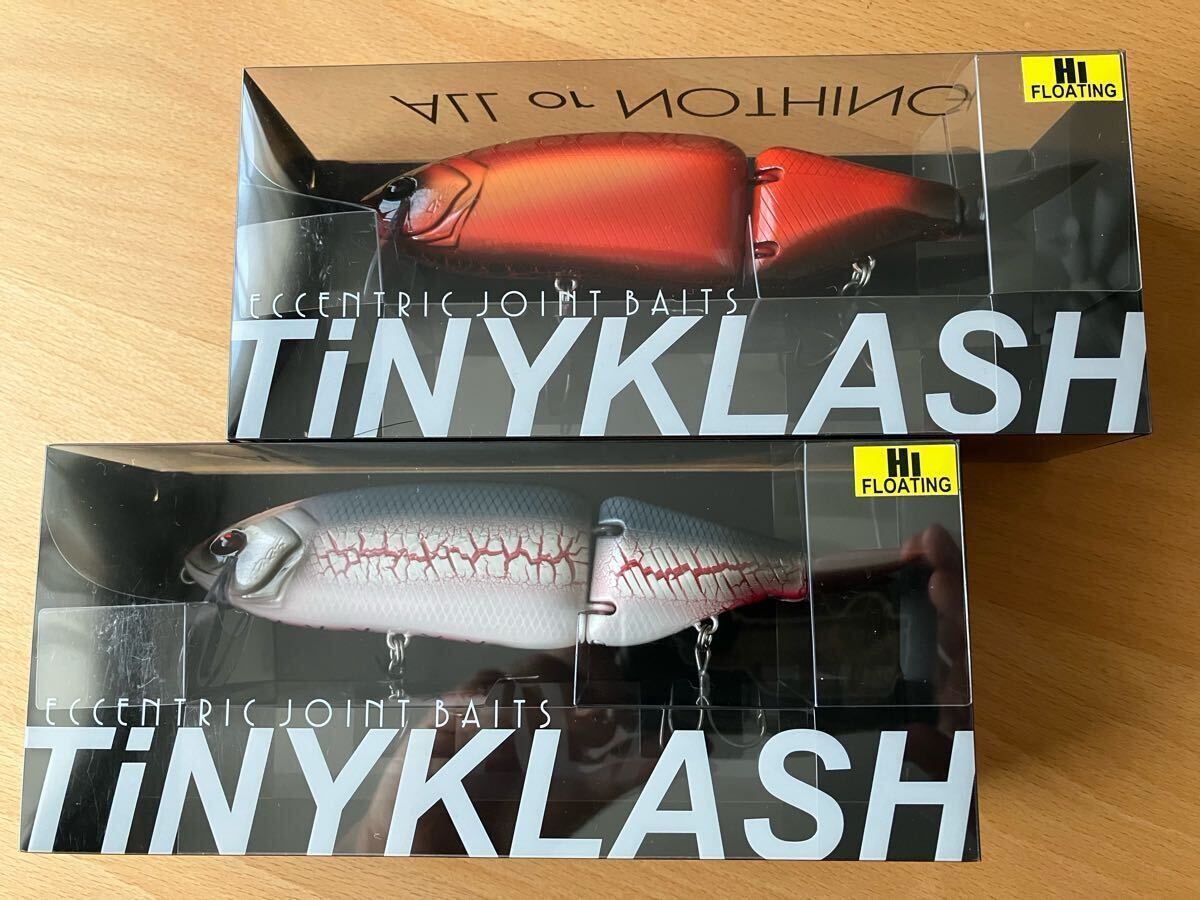 ALL or NOTHING
HI
FLOATING
ECCENTRIC JOINT BAITS
TiNYKLASH
HI
FLOATING
ECCENTRIC JOINT BAITS
TiNYKLASH